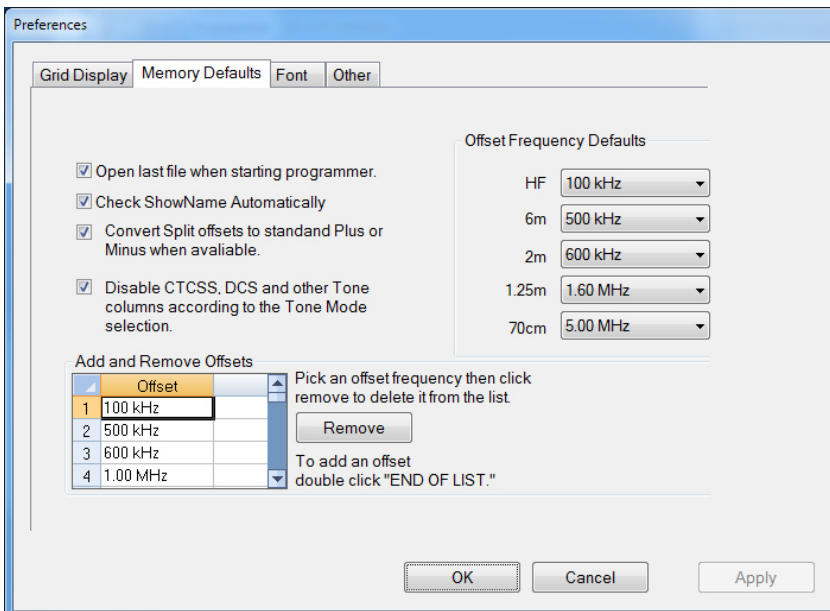 Preferences
Grid Display Memory Defaults Font Other
Open last file when starting programmer.
Check ShowName Automatically
Convert Split offsets to standand Plus or
Minus when avaliable.
Disable CTCSS, DCS and other Tone
columns according to the Tone Mode
selection.
Offset Frequency Defaults
HF 100 kHz
6m 500 kHz
2m 600 kHz
1.25m 1.60 MHz
70cm 5.00 MHz
Add and Remove Offsets
Offset
1 100 kHz
2 500 kHz
3 600 kHz
4 1.00 MHz
Pick an offset frequency then click
remove to delete it from the list.
Remove
To add an offset
double click "END OF LIST."
OK Cancel Apply